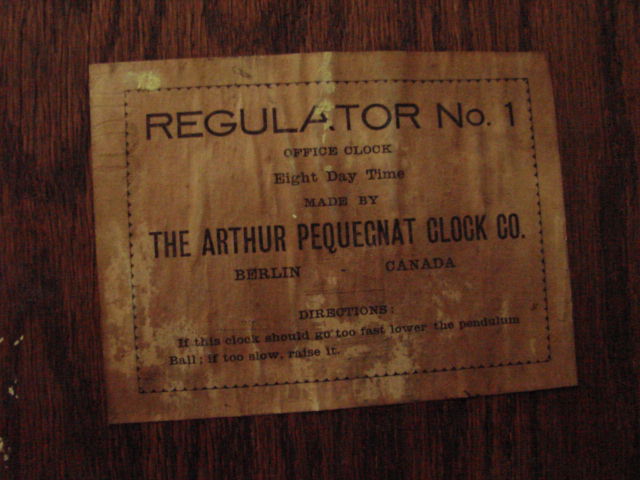 REGULATOR No. 1
OFFICE CLOCK
Eight Day Time
MADE BY
THE ARTHUR PEQUEGNAT CLOCK CO.
BERLIN - CANADA
DIRECTIONS:
If this clock should go too fast lower the pendulum
Ball; if too slow, raise it.